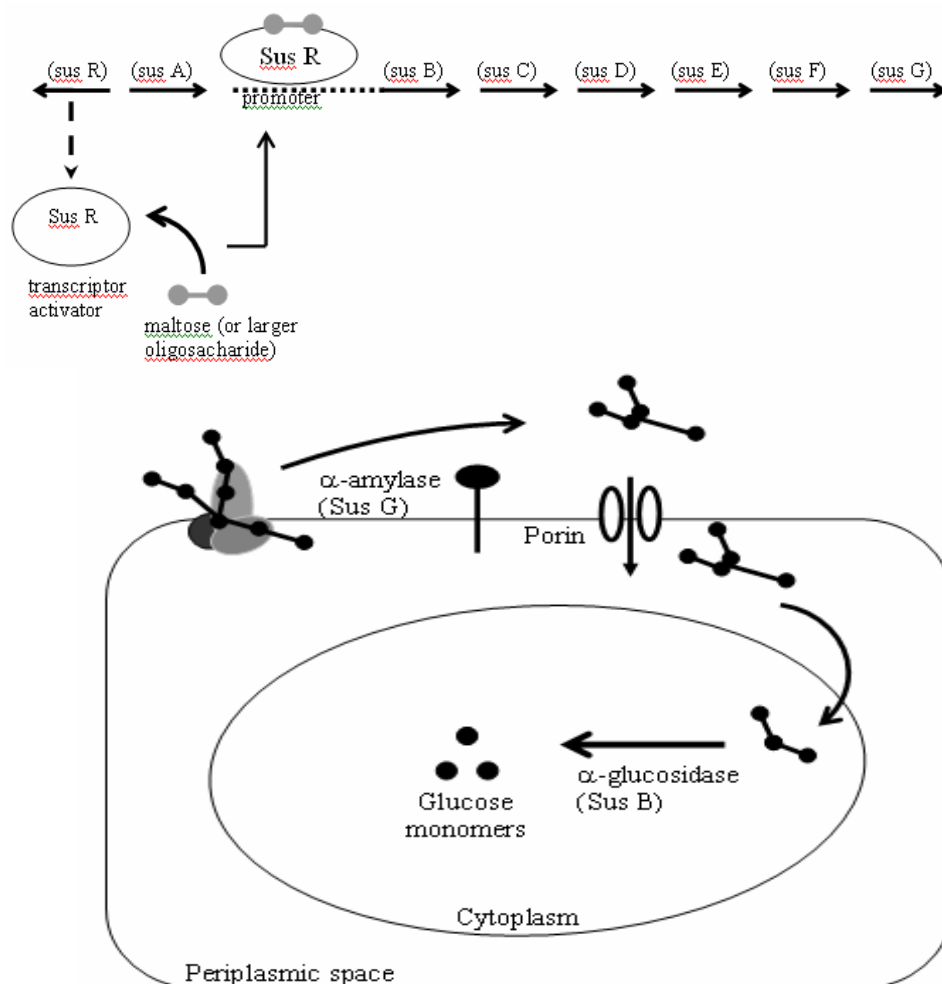 Sus R
(sus R) (sus A) (sus B) (sus C) (sus D) (sus E) (sus F) (sus G)
promoter
Sus R
transcriptor
activator
maltose (or larger
oligosacharide)
α-amylase
(Sus G)
Porin
α-glucosidase
(Sus B)
Glucose
monomers
Cytoplasm
Periplasmic space